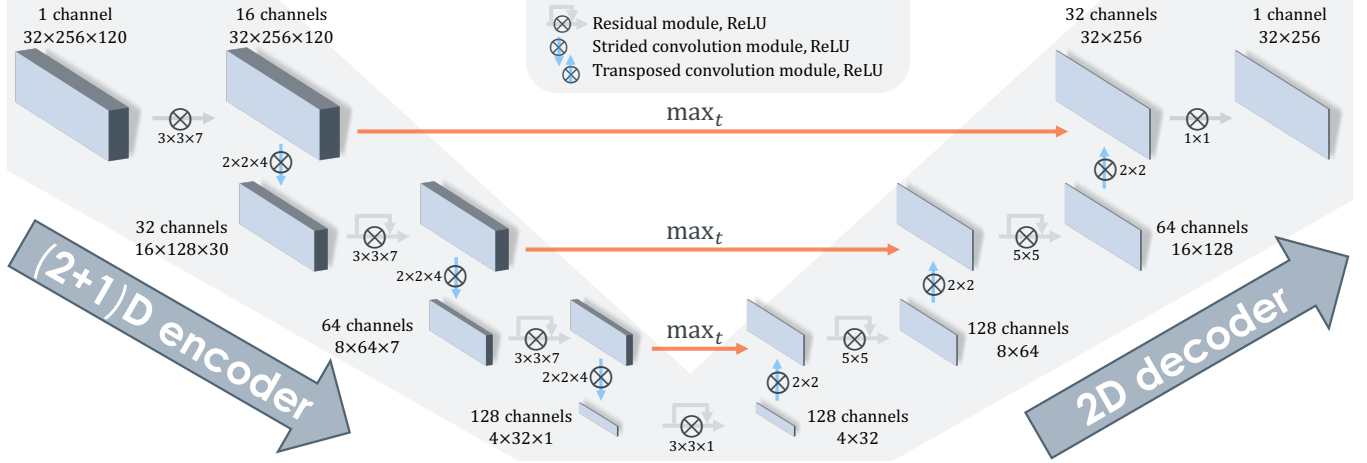 1 channel
32×256×120
16 channels
32×256×120
Residual module, ReLU
Strided convolution module, ReLU
Transposed convolution module, ReLU
32 channels
32×256
1 channel
32×256
3×3×7
maxₜ
1×1
2×2×4
2×2
32 channels
16×128×30
3×3×7
maxₜ
5×5
64 channels
16×128
2×2×4
2×2
64 channels
8×64×7
3×3×7
maxₜ
5×5
128 channels
8×64
2×2×4
2×2
128 channels
4×32×1
3×3×1
128 channels
4×32
(2+1)D encoder
2D decoder